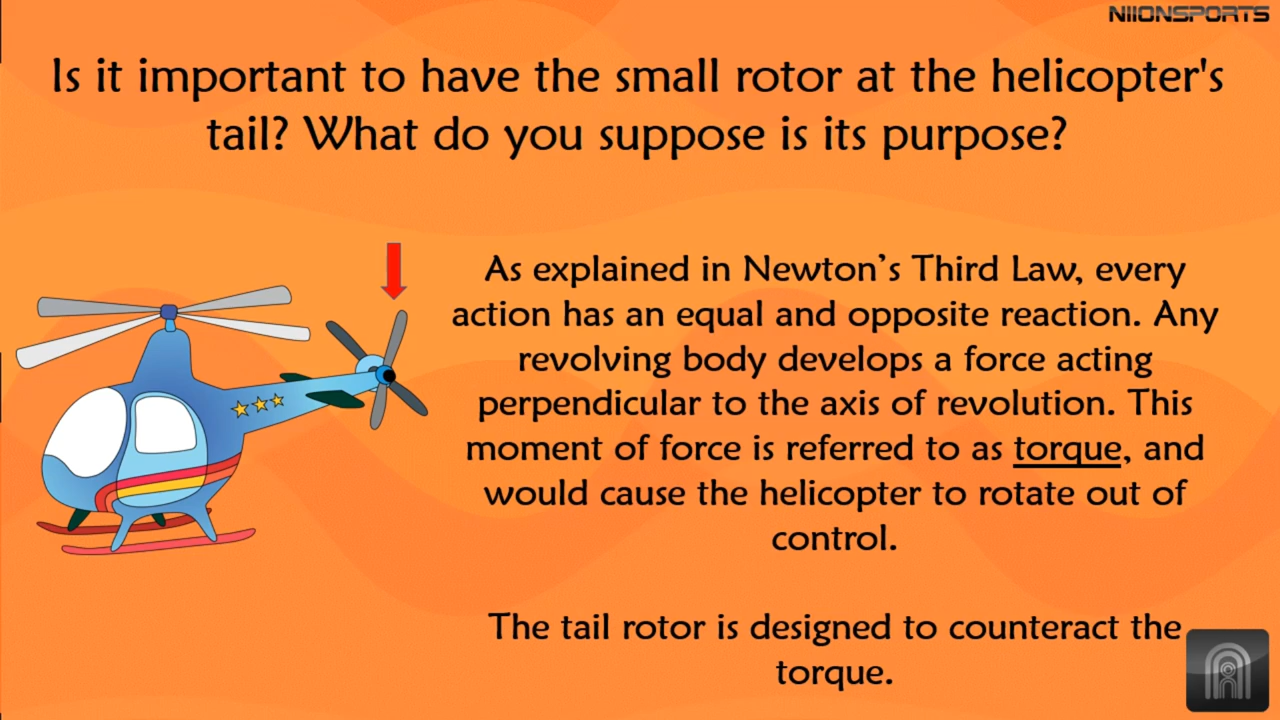 NIIONSPORTS
Is it important to have the small rotor at the helicopter's
tail? What do you suppose is its purpose?
As explained in Newton’s Third Law, every
action has an equal and opposite reaction. Any
revolving body develops a force acting
perpendicular to the axis of revolution. This
moment of force is referred to as torque, and
would cause the helicopter to rotate out of
control.
The tail rotor is designed to counteract the
torque.